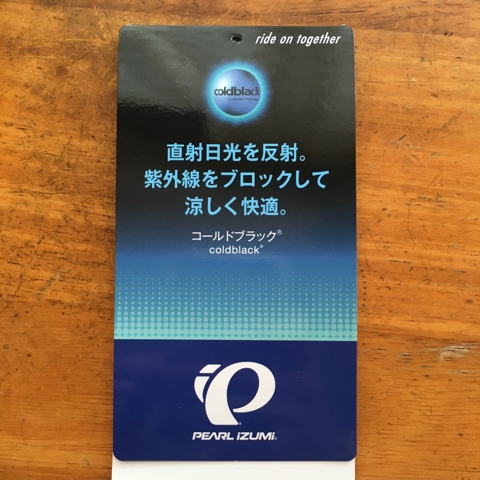 ride on together
coldblack
直射日光を反射。
紫外線をブロックして
涼しく快適。
コールドブラック®
coldblack®
PEARL iZUMi®